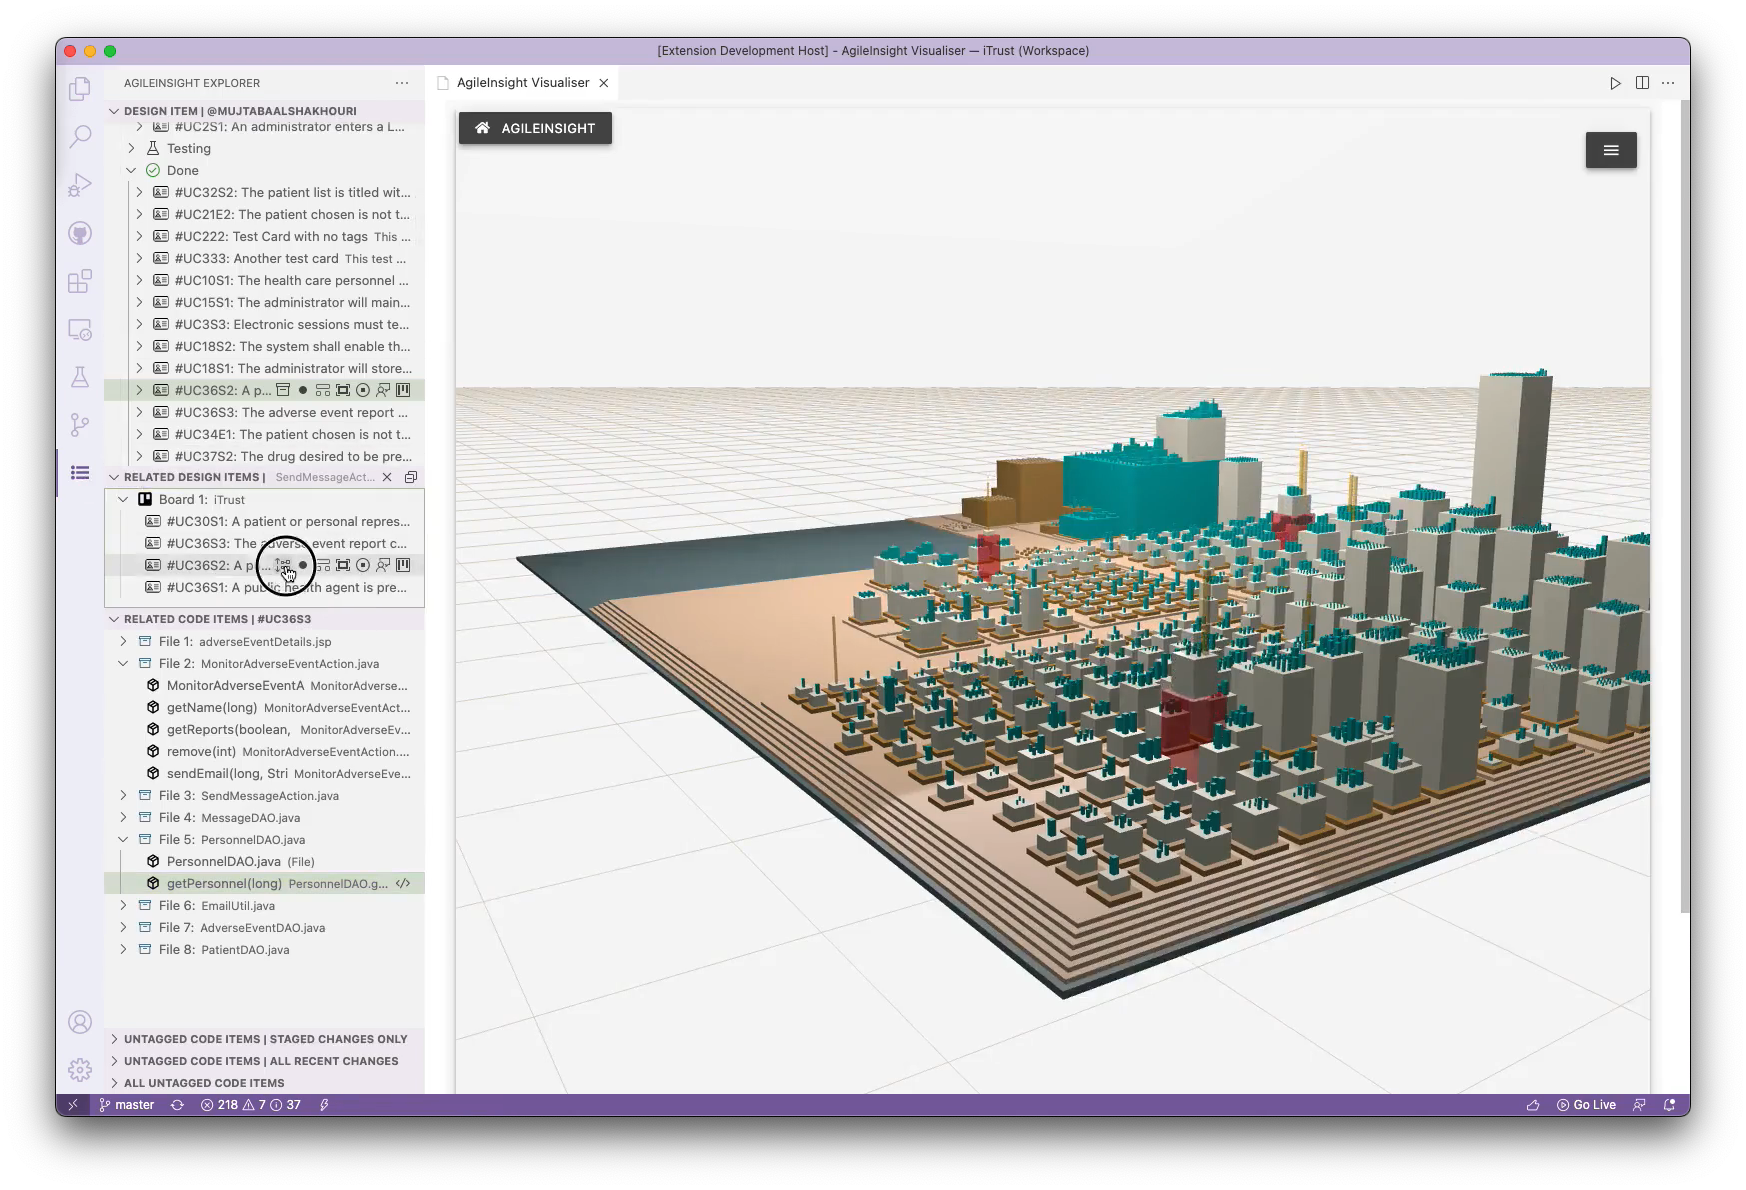 [Extension Development Host] - AgileInsight Visualiser — iTrust (Workspace)
AGILEINSIGHT EXPLORER
AgileInsight Visualiser
DESIGN ITEM | @MUJTABAALSHAKHOURI
#UC2S1: An administrator enters a L...
Testing
Done
#UC32S2: The patient list is titled wit...
#UC21E2: The patient chosen is not t...
#UC222: Test Card with no tags This ...
#UC333: Another test card This test ...
#UC10S1: The health care personnel ...
#UC15S1: The administrator will main...
#UC3S3: Electronic sessions must te...
#UC18S2: The system shall enable th...
#UC18S1: The administrator will store...
#UC36S2: A p...
#UC36S3: The adverse event report ...
#UC34E1: The patient chosen is not t...
#UC37S2: The drug desired to be pre...
RELATED DESIGN ITEMS | SendMessageAct...
Board 1: iTrust
#UC30S1: A patient or personal repres...
#UC36S3: The adverse event report c...
#UC36S2: A p...
#UC36S1: A public health agent is pre...
RELATED CODE ITEMS | #UC36S3
File 1: adverseEventDetails.jsp
File 2: MonitorAdverseEventAction.java
MonitorAdverseEventA MonitorAdverse...
getName(long) MonitorAdverseEventAct...
getReports(boolean, MonitorAdverseEv...
remove(int) MonitorAdverseEventAction....
sendEmail(long, Stri MonitorAdverseEve...
File 3: SendMessageAction.java
File 4: MessageDAO.java
File 5: PersonnelDAO.java
PersonnelDAO.java (File)
getPersonnel(long) PersonnelDAO.g...
File 6: EmailUtil.java
File 7: AdverseEventDAO.java
File 8: PatientDAO.java
UNTAGGED CODE ITEMS | STAGED CHANGES ONLY
UNTAGGED CODE ITEMS | ALL RECENT CHANGES
ALL UNTAGGED CODE ITEMS
AGILEINSIGHT
master 218 7 37
Go Live